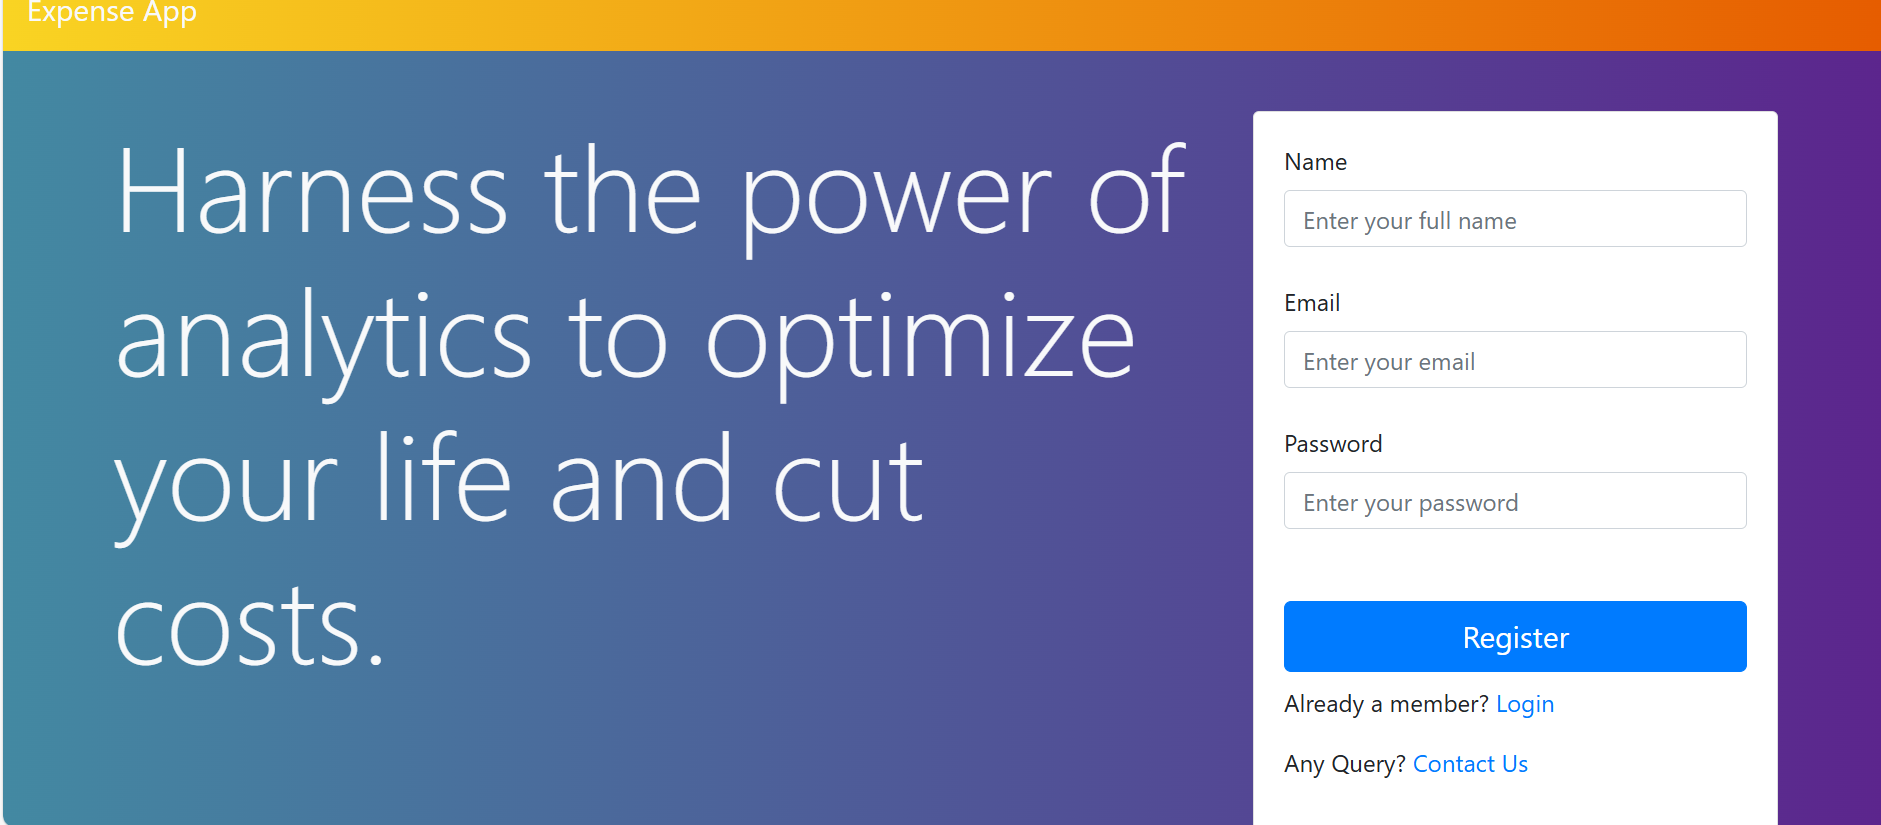 Expense App
Harness the power of
analytics to optimize
your life and cut
costs.
Name
Enter your full name
Email
Enter your email
Password
Enter your password
Register
Already a member? Login
Any Query? Contact Us